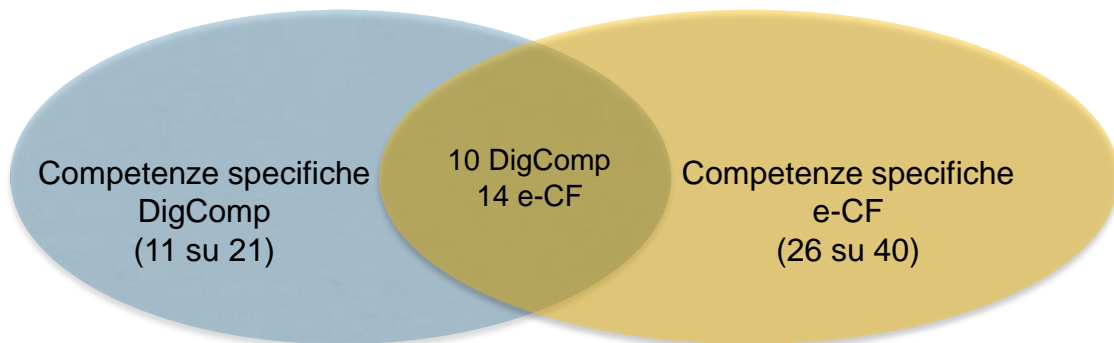 Competenze specifiche
DigComp
(11 su 21)
10 DigComp
14 e-CF
Competenze specifiche
e-CF
(26 su 40)